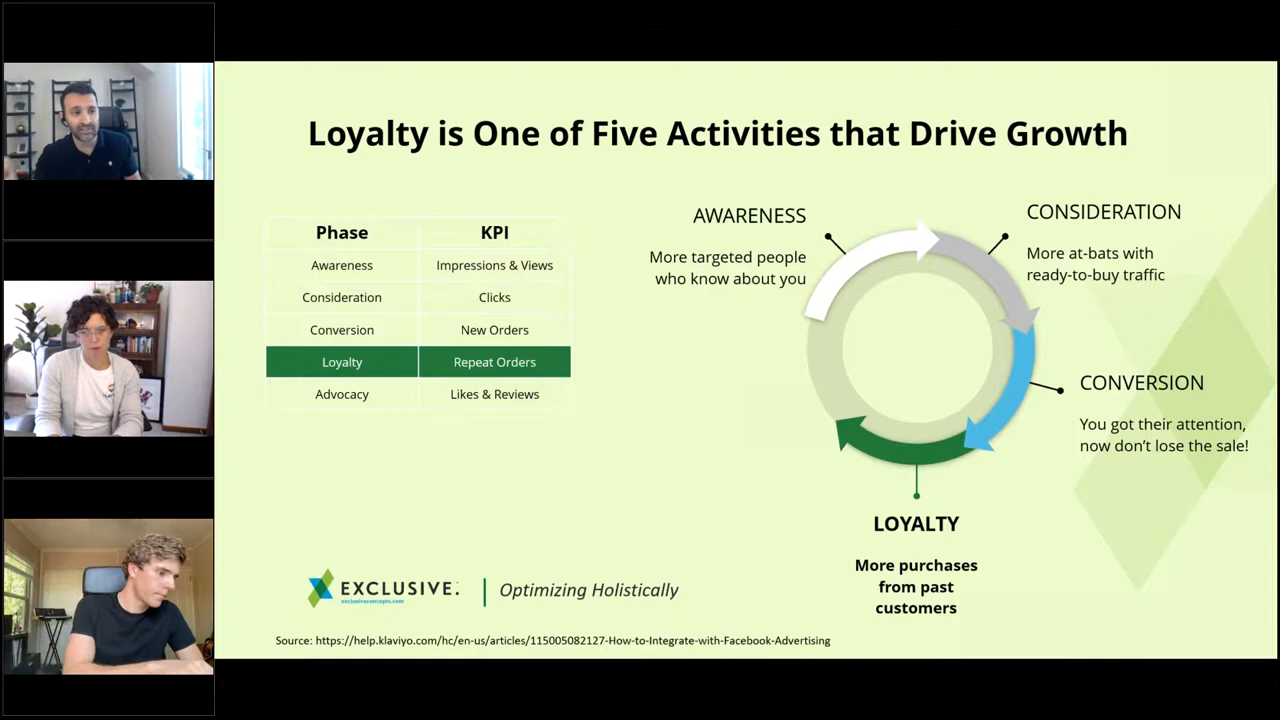 Loyalty is One of Five Activities that Drive Growth
Phase KPI
Awareness Impressions & Views
Consideration Clicks
Conversion New Orders
Loyalty Repeat Orders
Advocacy Likes & Reviews
AWARENESS
More targeted people
who know about you
CONSIDERATION
More at-bats with
ready-to-buy traffic
CONVERSION
You got their attention,
now don't lose the sale!
LOYALTY
More purchases
from past
customers
EXCLUSIVE
exclusiveconcepts.com
Optimizing Holistically
Source: https://help.klaviyo.com/hc/en-us/articles/115005082127-How-to-Integrate-with-Facebook-Advertising